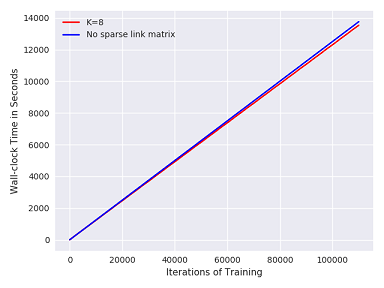 14000
12000
10000
8000
6000
4000
2000
0
Wall-clock Time in Seconds
K=8
No sparse link matrix
0 20000 40000 60000 80000 100000
Iterations of Training